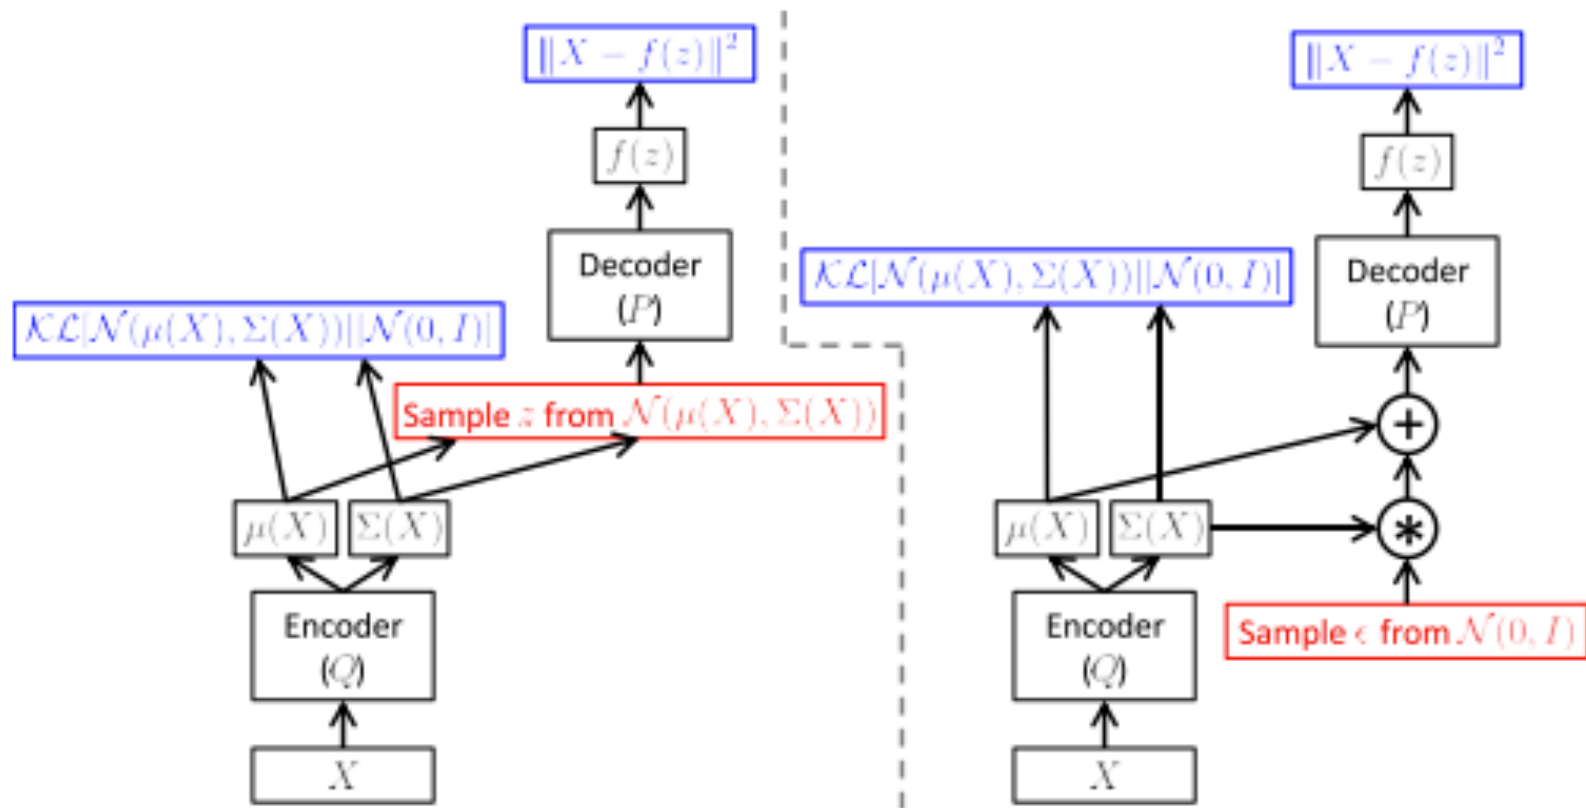 ‖X − f(z)‖²
f(z)
Decoder
(P)
𝒦ℒ[𝒩(μ(X), Σ(X))||𝒩(0, I)]
Sample z from 𝒩(μ(X), Σ(X))
μ(X)
Σ(X)
Encoder
(Q)
X
‖X − f(z)‖²
f(z)
Decoder
(P)
𝒦ℒ[𝒩(μ(X), Σ(X))||𝒩(0, I)]
+
μ(X)
Σ(X)
*
Encoder
(Q)
Sample ϵ from 𝒩(0, I)
X